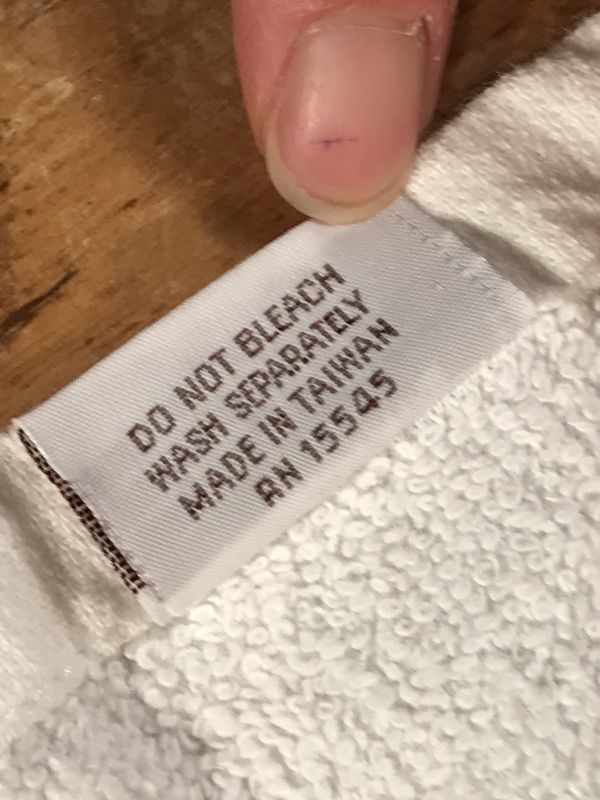 DO NOT BLEACH
WASH SEPARATELY
MADE IN TAIWAN
RN 15545